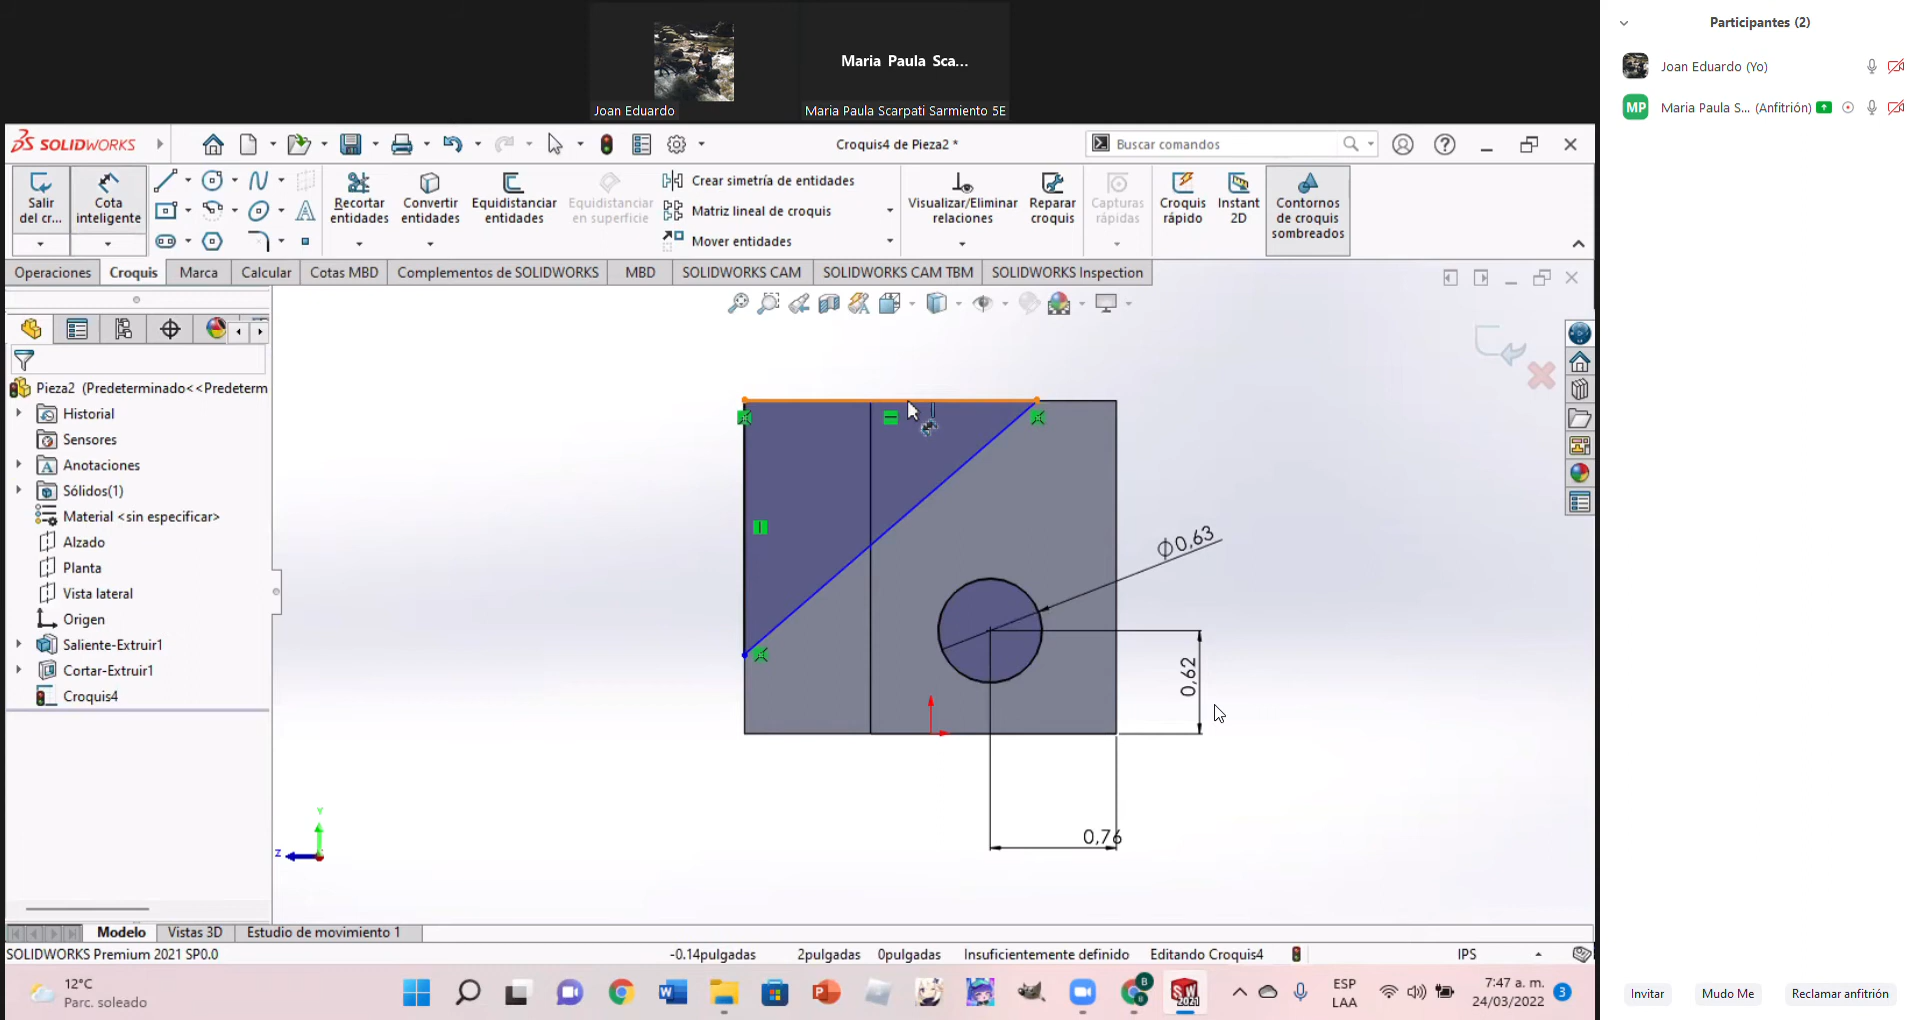 Maria Paula Sca...
Joan Eduardo
Maria Paula Scarpati Sarmiento 5E
Participantes (2)
Joan Eduardo (Yo)
MP
Maria Paula S... (Anfitrión)
SOLIDWORKS
Croquis4 de Pieza2 *
Buscar comandos
Salir
del cr...
Cota
inteligente
Recortar
entidades
Convertir
entidades
Equidistanciar
entidades
Equidistanciar
en superficie
Crear simetría de entidades
Matriz lineal de croquis
Mover entidades
Visualizar/Eliminar
relaciones
Reparar
croquis
Capturas
rápidas
Croquis
rápido
Instant
2D
Contornos
de croquis
sombreados
Operaciones
Croquis
Marca
Calcular
Cotas MBD
Complementos de SOLIDWORKS
MBD
SOLIDWORKS CAM
SOLIDWORKS CAM TBM
SOLIDWORKS Inspection
Pieza2 (Predeterminado<<Predeterm
Historial
Sensores
Anotaciones
Sólidos(1)
Material <sin especificar>
Alzado
Planta
Vista lateral
Origen
Saliente-Extruir1
Cortar-Extruir1
Croquis4
Φ0,63
0,62
0,76
Y
Z
Modelo
Vistas 3D
Estudio de movimiento 1
SOLIDWORKS Premium 2021 SP0.0
-0.14pulgadas
2pulgadas
0pulgadas
Insuficientemente definido
Editando Croquis4
IPS
12°C
Parc. soleado
B
SW
2021
ESP
LAA
7:47 a. m.
24/03/2022
3
Invitar
Mudo Me
Reclamar anfitrión